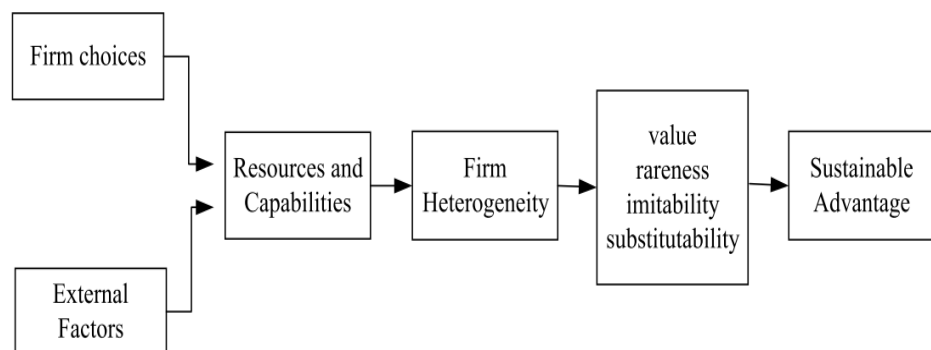 Firm choices
External
Factors
Resources and
Capabilities
Firm
Heterogeneity
value
rareness
imitability
substitutability
Sustainable
Advantage